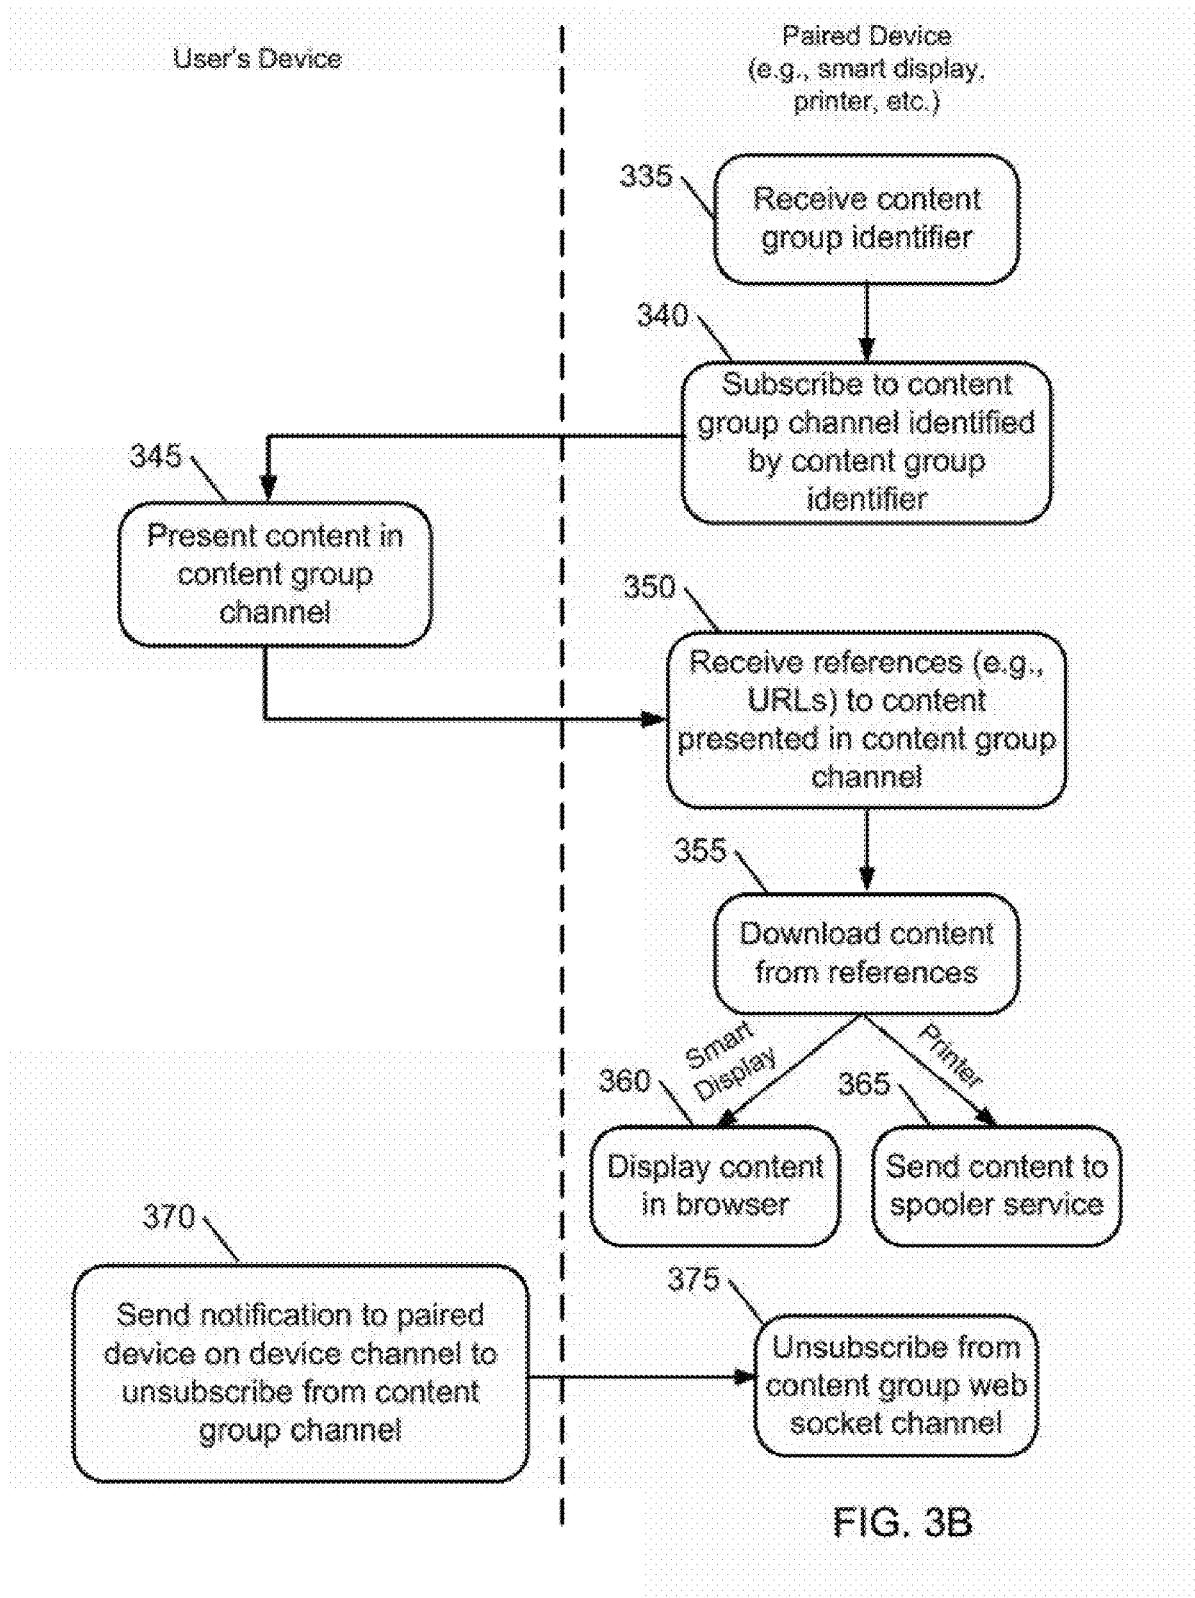 User's Device
Paired Device
(e.g., smart display,
printer, etc.)
335
Receive content
group identifier
340
Subscribe to content
group channel identified
by content group
identifier
345
Present content in
content group
channel
350
Receive references (e.g.,
URLs) to content
presented in content group
channel
355
Download content
from references
Smart
Display
Printer
360
Display content
in browser
365
Send content to
spooler service
370
Send notification to paired
device on device channel to
unsubscribe from content
group channel
375
Unsubscribe from
content group web
socket channel
FIG. 3B